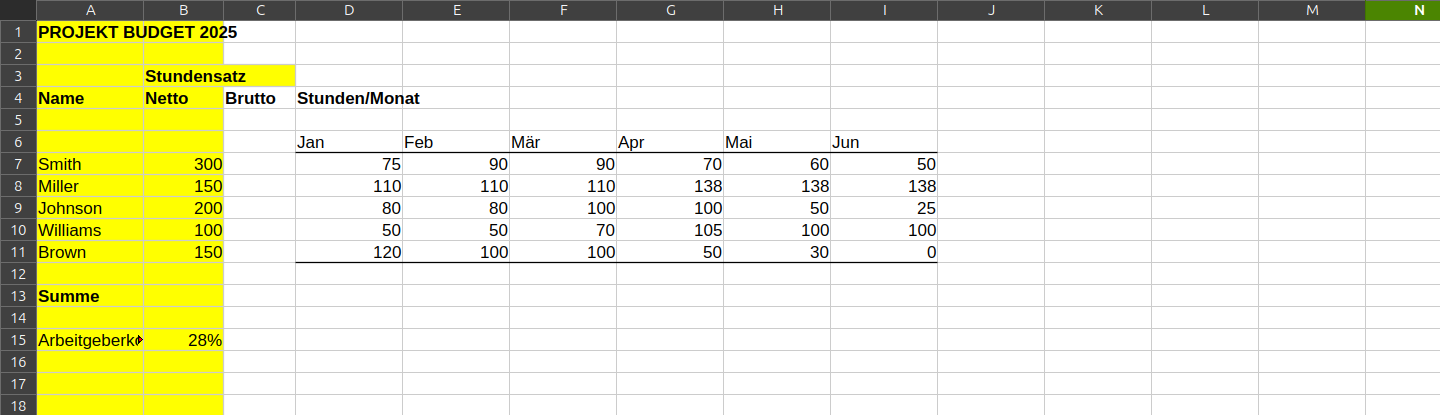 A B C D E F G H I J K L M N
1 PROJEKT BUDGET 2025
2
3 Stundensatz
4 Name Netto Brutto Stunden/Monat
5
6 Jan Feb Mär Apr Mai Jun
7 Smith 300 75 90 90 70 60 50
8 Miller 150 110 110 110 138 138 138
9 Johnson 200 80 80 100 100 50 25
10 Williams 100 50 50 70 105 100 100
11 Brown 150 120 100 100 50 30 0
12
13 Summe
14
15 Arbeitgeberko 28%
16
17
18